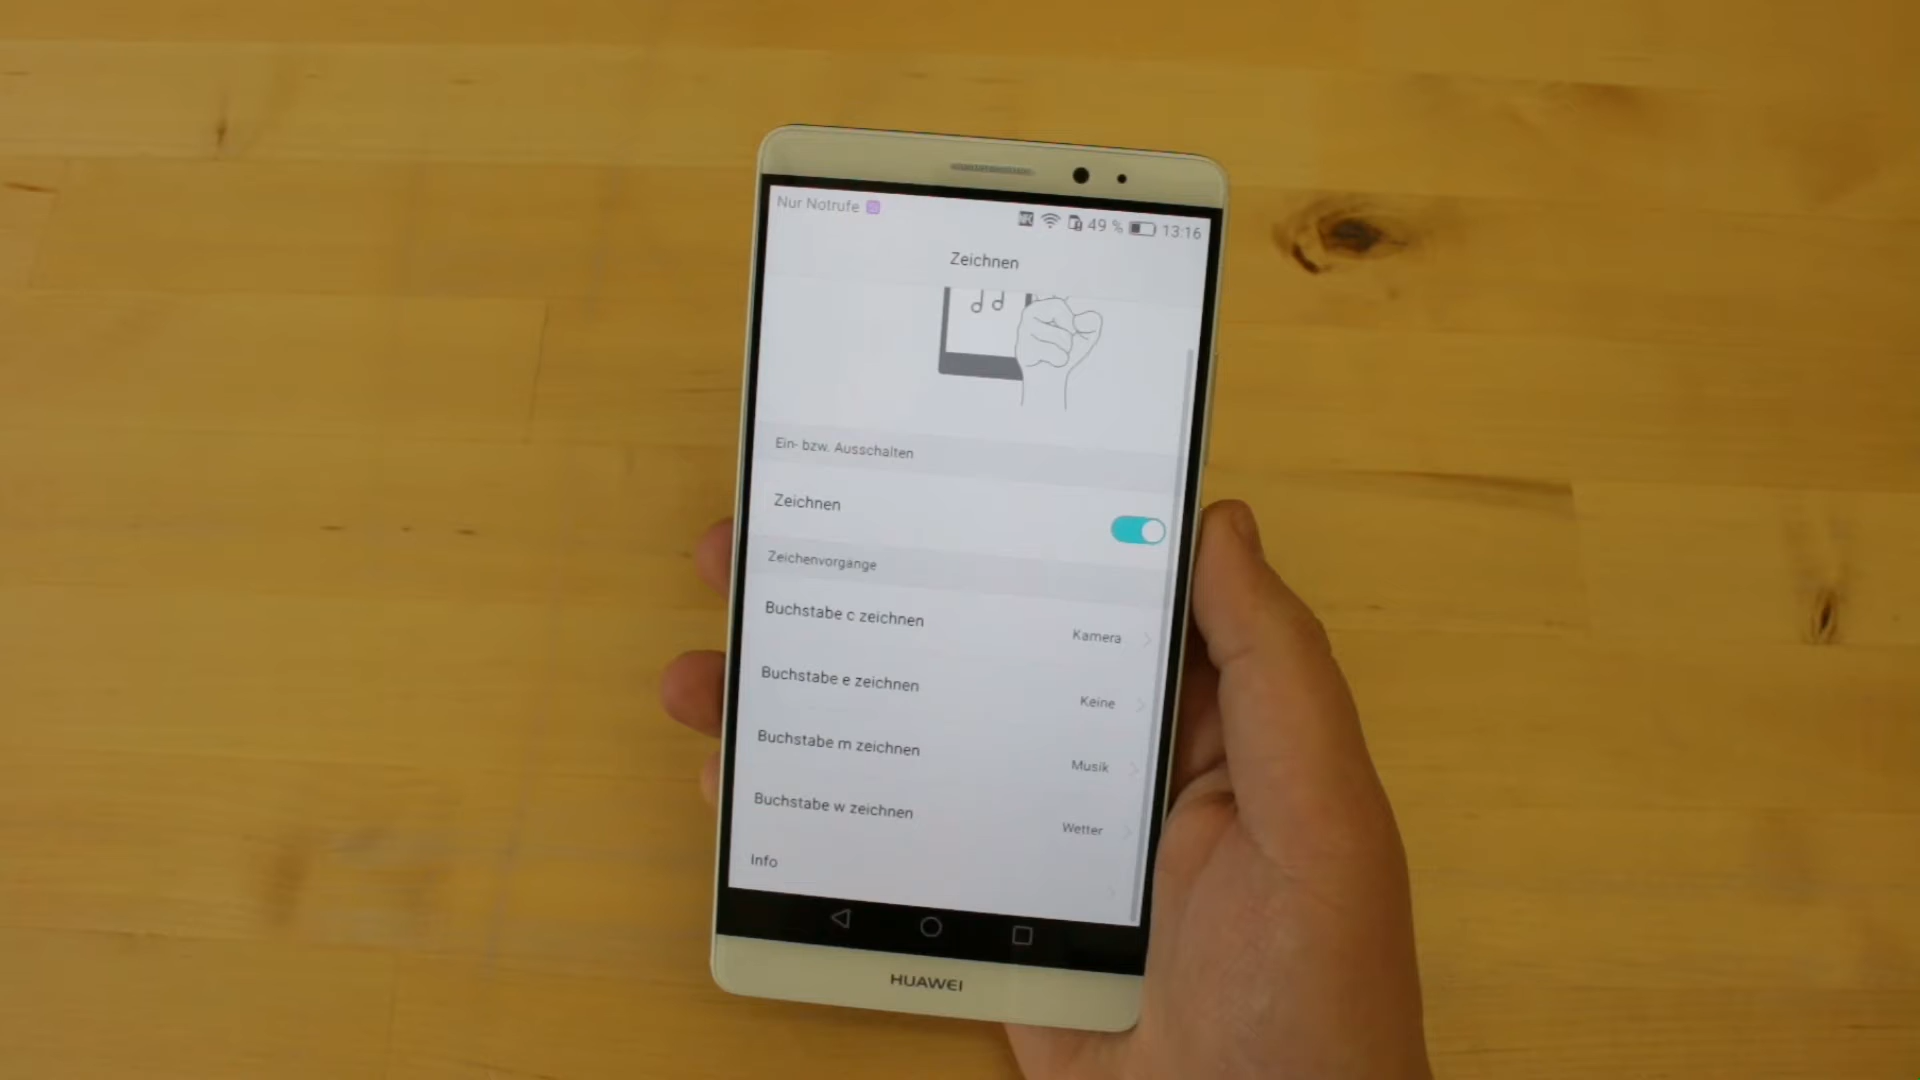 Nur Notrufe
49 % 13:16
Zeichnen
Ein- bzw. Ausschalten
Zeichnen
Zeichenvorgänge
Buchstabe c zeichnen Kamera
Buchstabe e zeichnen Keine
Buchstabe m zeichnen Musik
Buchstabe w zeichnen Wetter
Info
HUAWEI